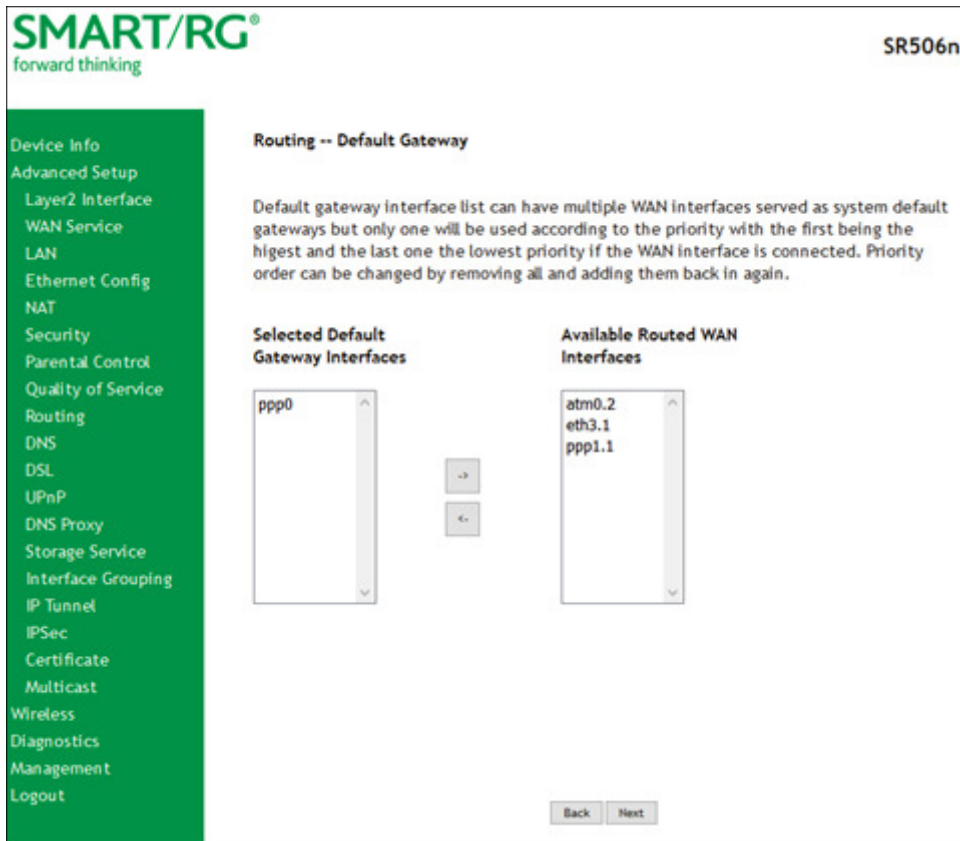 SMART/RG®
forward thinking
SR506n
Device Info
Advanced Setup
Layer2 Interface
WAN Service
LAN
Ethernet Config
NAT
Security
Parental Control
Quality of Service
Routing
DNS
DSL
UPnP
DNS Proxy
Storage Service
Interface Grouping
IP Tunnel
IPSec
Certificate
Multicast
Wireless
Diagnostics
Management
Logout
Routing -- Default Gateway
Default gateway interface list can have multiple WAN interfaces served as system default
gateways but only one will be used according to the priority with the first being the
higest and the last one the lowest priority if the WAN interface is connected. Priority
order can be changed by removing all and adding them back in again.
Selected Default
Gateway Interfaces
ppp0
->
<-
Available Routed WAN
Interfaces
atm0.2
eth3.1
ppp1.1
Back Next